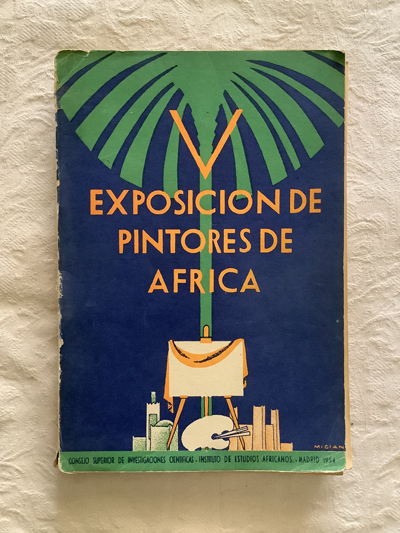 V
EXPOSICION DE
PINTORES DE
AFRICA
M.CIAN
CONSEJO SUPERIOR DE INVESTIGACIONES CIENTIFICAS · INSTITUTO DE ESTUDIOS AFRICANOS · MADRID 1954